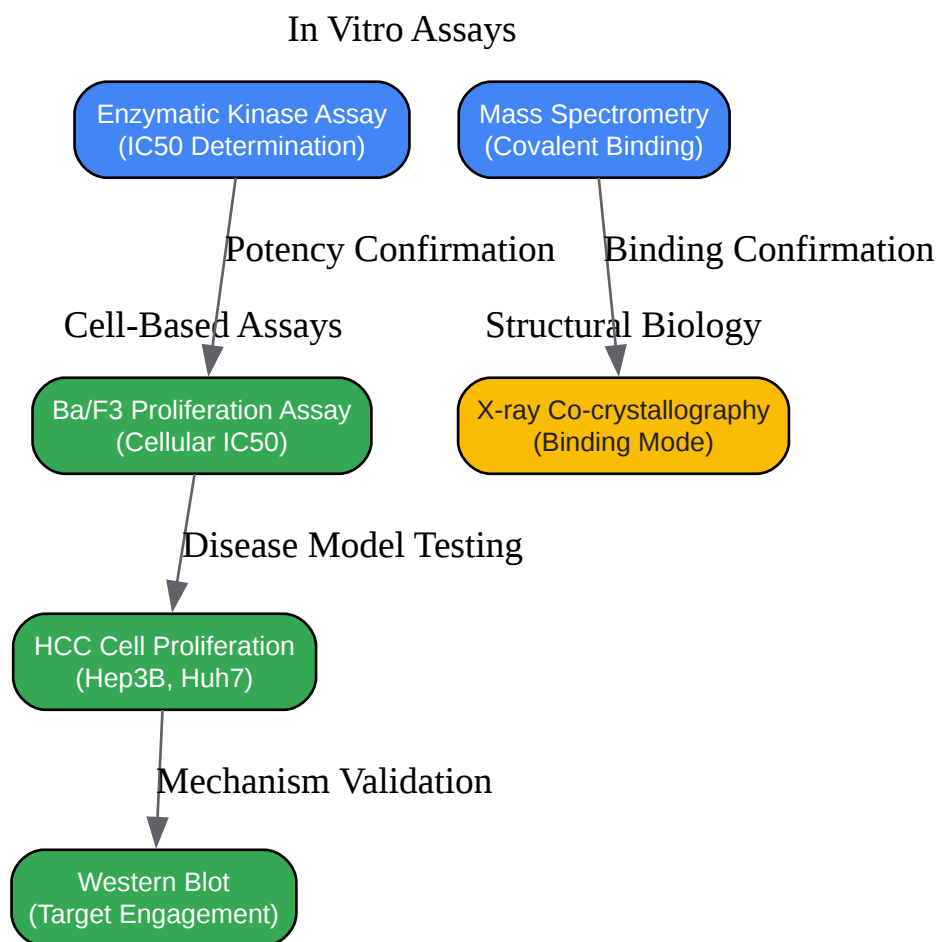 In Vitro Assays
Enzymatic Kinase Assay
(IC50 Determination)
Mass Spectrometry
(Covalent Binding)
Potency Confirmation
Binding Confirmation
Cell-Based Assays
Structural Biology
Ba/F3 Proliferation Assay
(Cellular IC50)
X-ray Co-crystallography
(Binding Mode)
Disease Model Testing
HCC Cell Proliferation
(Hep3B, Huh7)
Mechanism Validation
Western Blot
(Target Engagement)